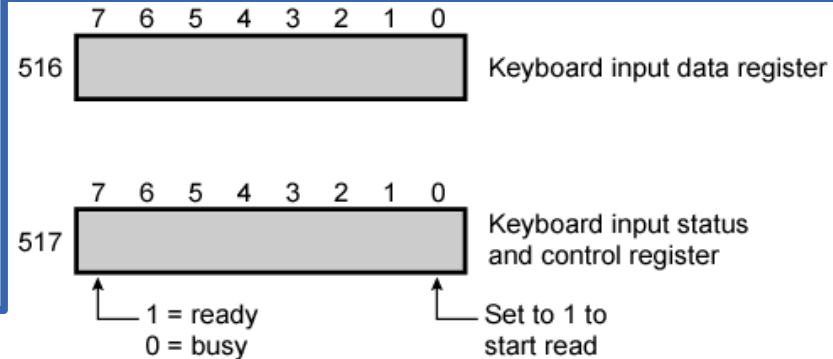 7 6 5 4 3 2 1 0
516 Keyboard input data register
7 6 5 4 3 2 1 0
517 Keyboard input status
and control register
1 = ready
0 = busy
Set to 1 to
start read